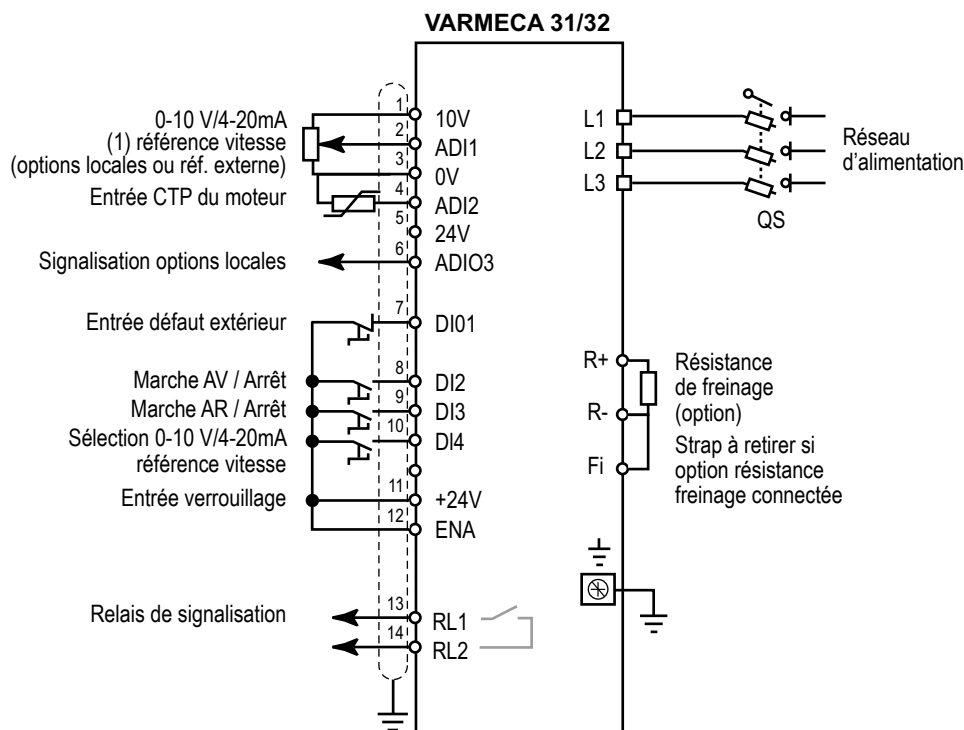 VARMECA 31/32
0-10 V/4-20mA
(1) référence vitesse
(options locales ou réf. externe)
Entrée CTP du moteur
Signalisation options locales
Entrée défaut extérieur
Marche AV / Arrêt
Marche AR / Arrêt
Sélection 0-10 V/4-20mA
référence vitesse
Entrée verrouillage
Relais de signalisation
1
2
3
4
5
6
7
8
9
10
11
12
13
14
10V
ADI1
0V
ADI2
24V
ADIO3
DI01
DI2
DI3
DI4
+24V
ENA
RL1
RL2
L1
L2
L3
QS
Réseau
d’alimentation
R+
R-
Fi
Résistance
de freinage
(option)
Strap à retirer si
option résistance
freinage connectée